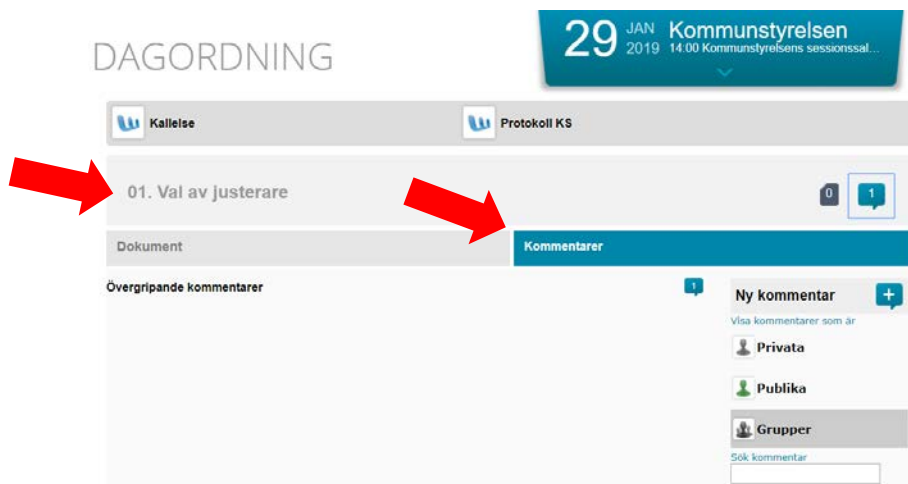 DAGORDNING
29 JAN 2019 Kommunstyrelsen
14:00 Kommunstyrelsens sessionssal...
Kallelse
Protokoll KS
01. Val av justerare
0
1
Dokument
Kommentarer
Övergripande kommentarer
1
Ny kommentar
+
Visa kommentarer som är
Privata
Publika
Grupper
Sök kommentar